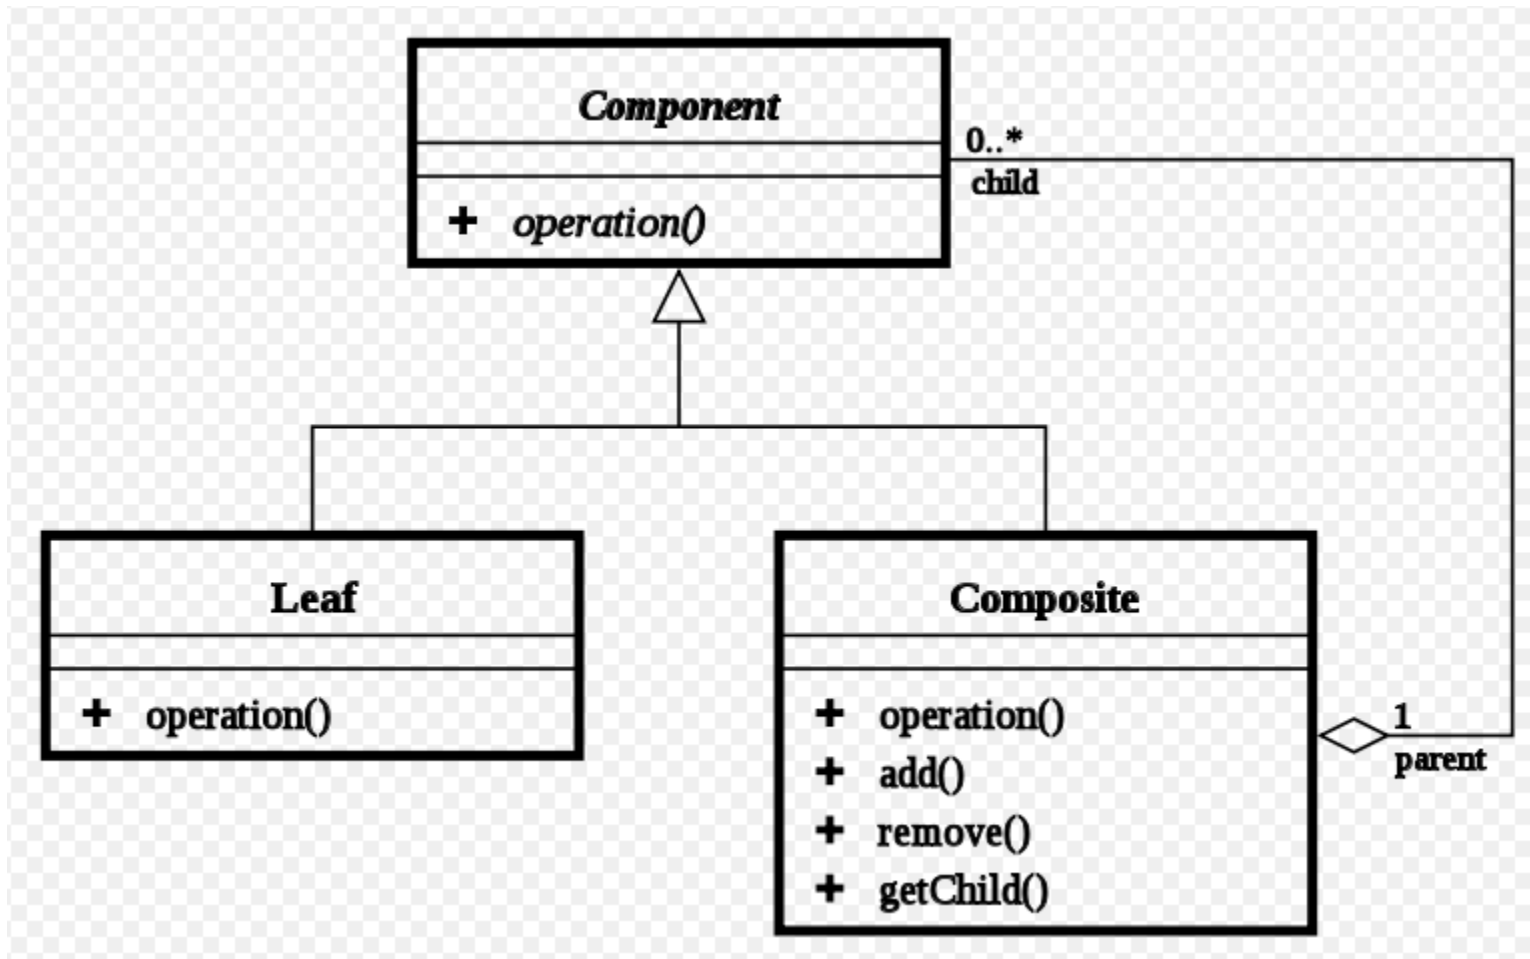 Component
0..*
child
+ operation()
Leaf
+ operation()
Composite
+ operation()
+ add()
+ remove()
+ getChild()
1
parent